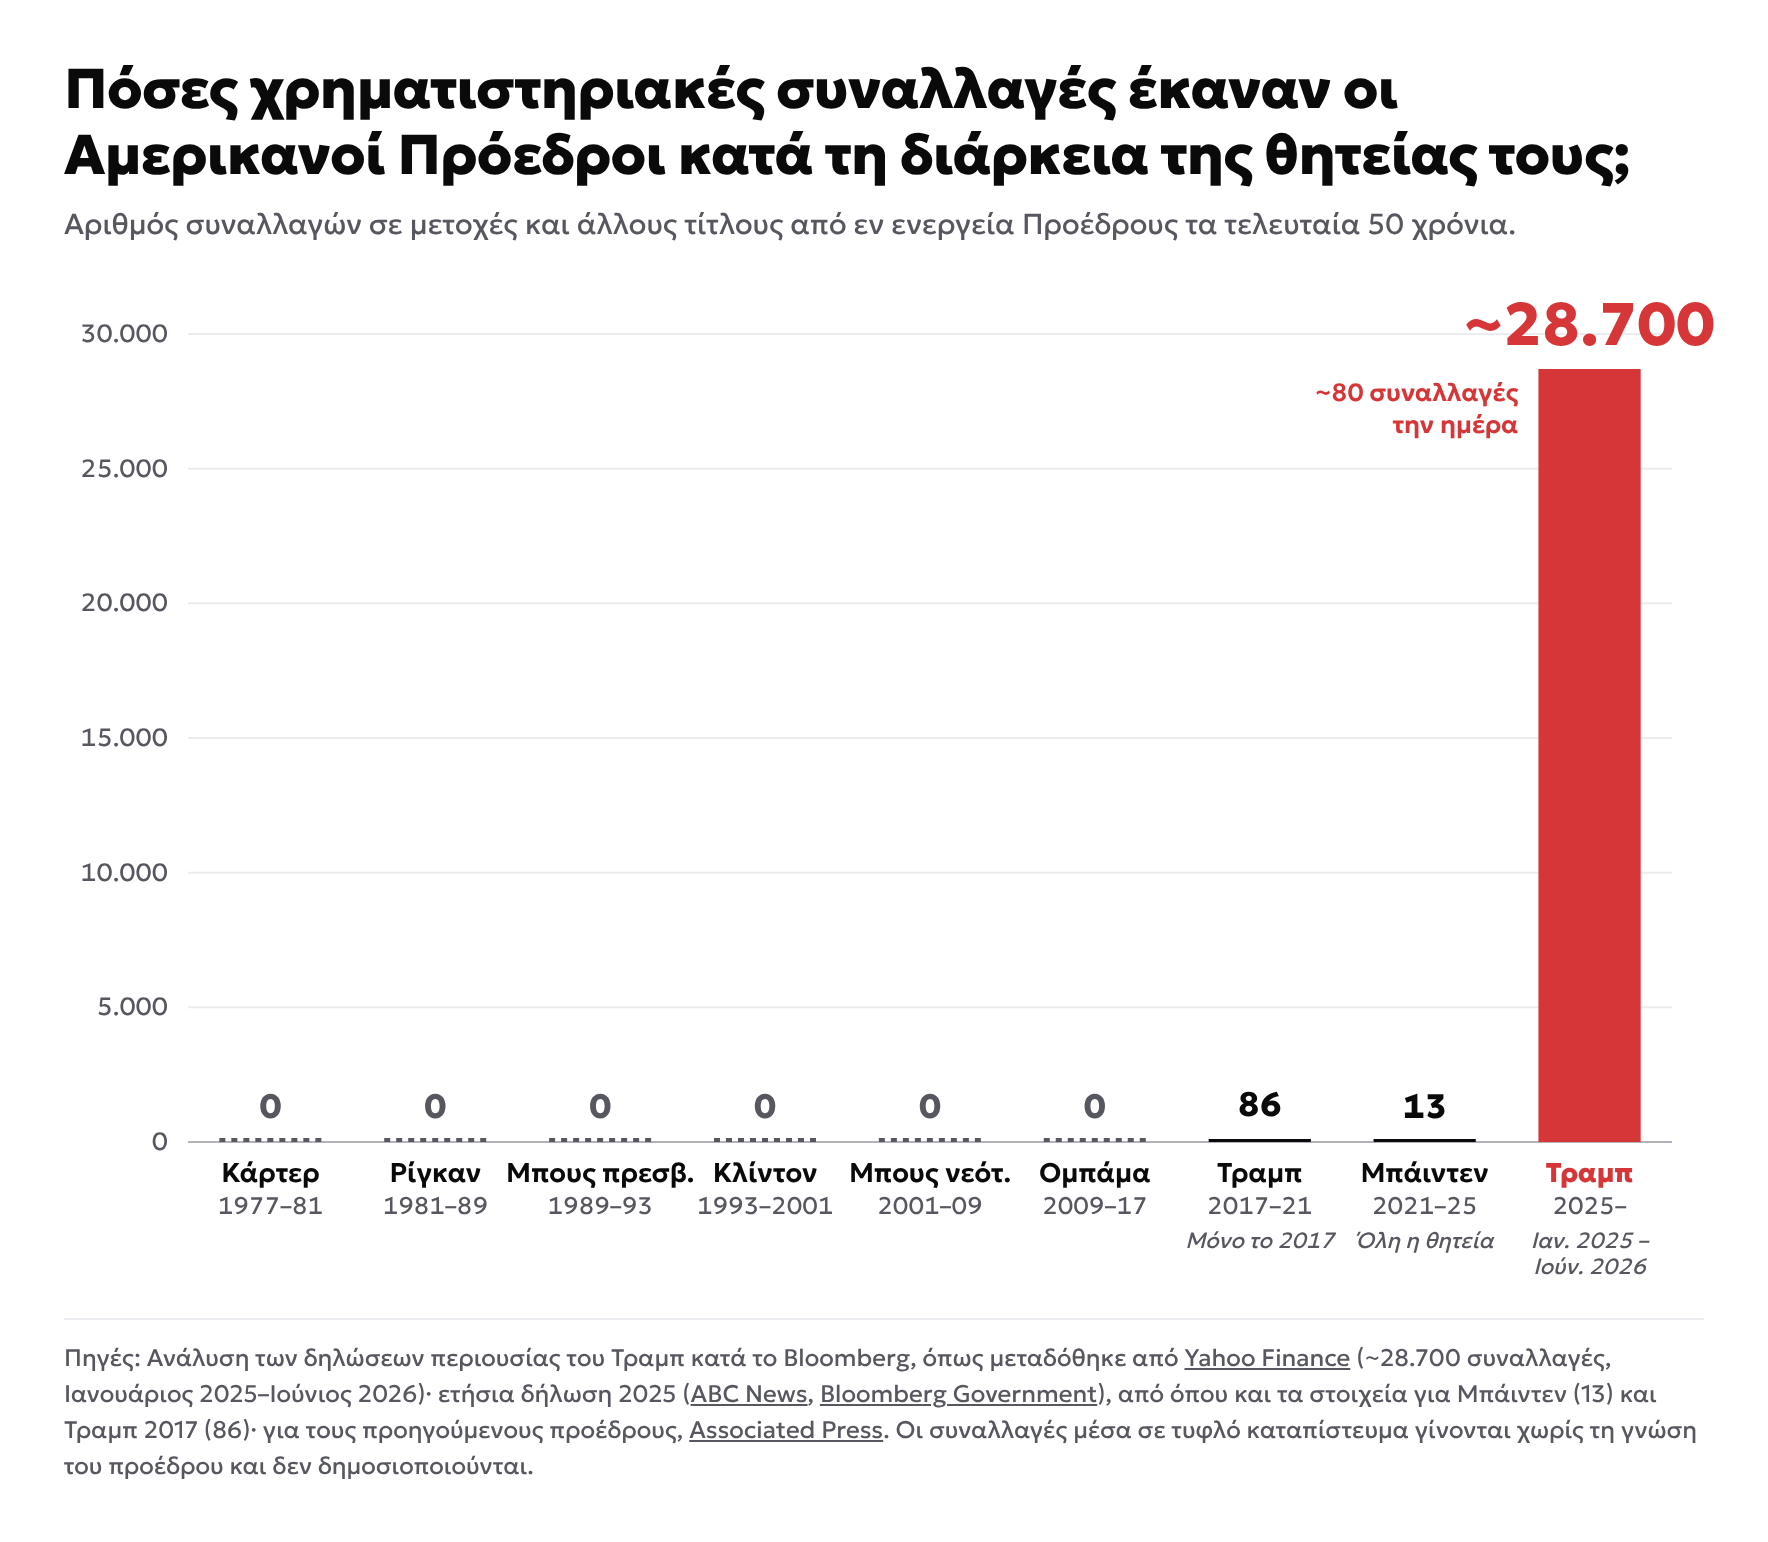 Πόσες χρηματιστηριακές συναλλαγές έκαναν οι
Αμερικανοί Πρόεδροι κατά τη διάρκεια της θητείας τους;
Αριθμός συναλλαγών σε μετοχές και άλλους τίτλους από εν ενεργεία Προέδρους τα τελευταία 50 χρόνια.
~28.700
30.000
~80 συναλλαγές
την ημέρα
25.000
20.000
15.000
10.000
5.000
0 0 0 0 0 0 86 13
0
Κάρτερ Ρίγκαν Μπους πρεσβ. Κλίντον Μπους νεότ. Ομπάμα Τραμπ Μπάιντεν Τραμπ
1977–81 1981–89 1989–93 1993–2001 2001–09 2009–17 2017–21 2021–25 2025–
Μόνο το 2017 Όλη η θητεία Ιαν. 2025 –
Ιούν. 2026
Πηγές: Ανάλυση των δηλώσεων περιουσίας του Τραμπ κατά το Bloomberg, όπως μεταδόθηκε από Yahoo Finance (~28.700 συναλλαγές,
Ιανουάριος 2025–Ιούνιος 2026)· ετήσια δήλωση 2025 (ABC News, Bloomberg Government), από όπου και τα στοιχεία για Μπάιντεν (13) και
Τραμπ 2017 (86)· για τους προηγούμενους προέδρους, Associated Press. Οι συναλλαγές μέσα σε τυφλό καταπίστευμα γίνονται χωρίς τη γνώση
του προέδρου και δεν δημοσιοποιούνται.